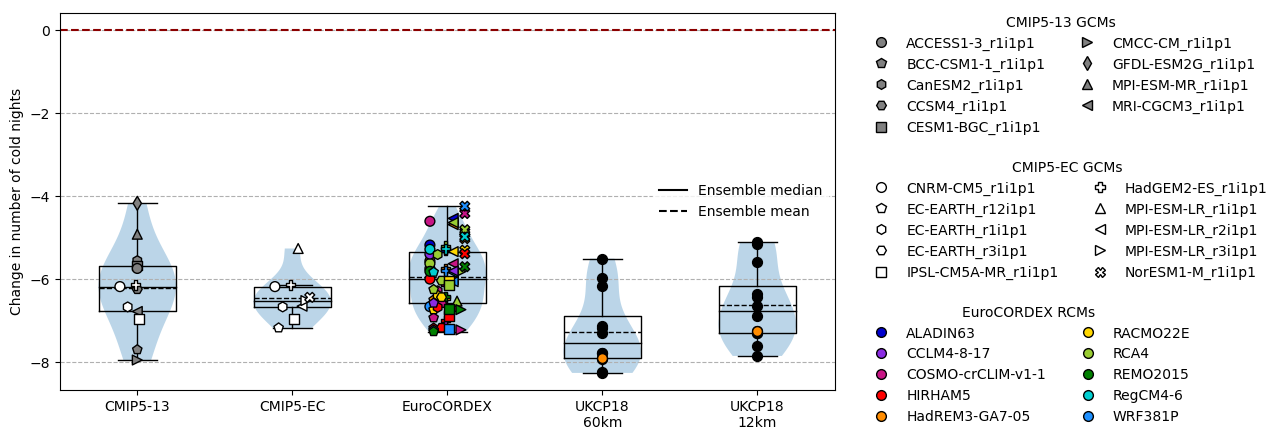 Change in number of cold nights
0
−2
−4
−6
−8
CMIP5-13
CMIP5-EC
EuroCORDEX
UKCP18
60km
UKCP18
12km
Ensemble median
Ensemble mean
CMIP5-13 GCMs
ACCESS1-3_r1i1p1
BCC-CSM1-1_r1i1p1
CanESM2_r1i1p1
CCSM4_r1i1p1
CESM1-BGC_r1i1p1
CMCC-CM_r1i1p1
GFDL-ESM2G_r1i1p1
MPI-ESM-MR_r1i1p1
MRI-CGCM3_r1i1p1
CMIP5-EC GCMs
CNRM-CM5_r1i1p1
EC-EARTH_r12i1p1
EC-EARTH_r1i1p1
EC-EARTH_r3i1p1
IPSL-CM5A-MR_r1i1p1
HadGEM2-ES_r1i1p1
MPI-ESM-LR_r1i1p1
MPI-ESM-LR_r2i1p1
MPI-ESM-LR_r3i1p1
NorESM1-M_r1i1p1
EuroCORDEX RCMs
ALADIN63
CCLM4-8-17
COSMO-crCLIM-v1-1
HIRHAM5
HadREM3-GA7-05
RACMO22E
RCA4
REMO2015
RegCM4-6
WRF381P